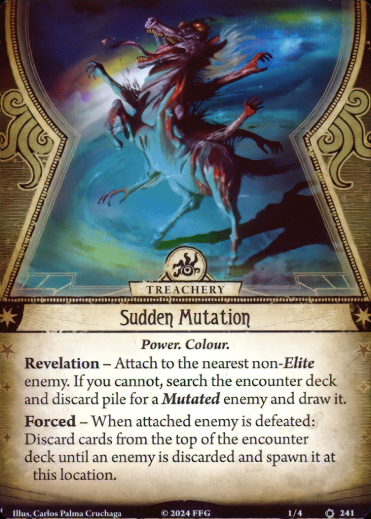 TREACHERY
Sudden Mutation
Power. Colour.
Revelation – Attach to the nearest non-Elite
enemy. If you cannot, search the encounter deck
and discard pile for a Mutated enemy and draw it.
Forced – When attached enemy is defeated:
Discard cards from the top of the encounter
deck until an enemy is discarded and spawn it at
this location.
Illus. Carlos Palma Cruchaga © 2024 FFG 1/4 241